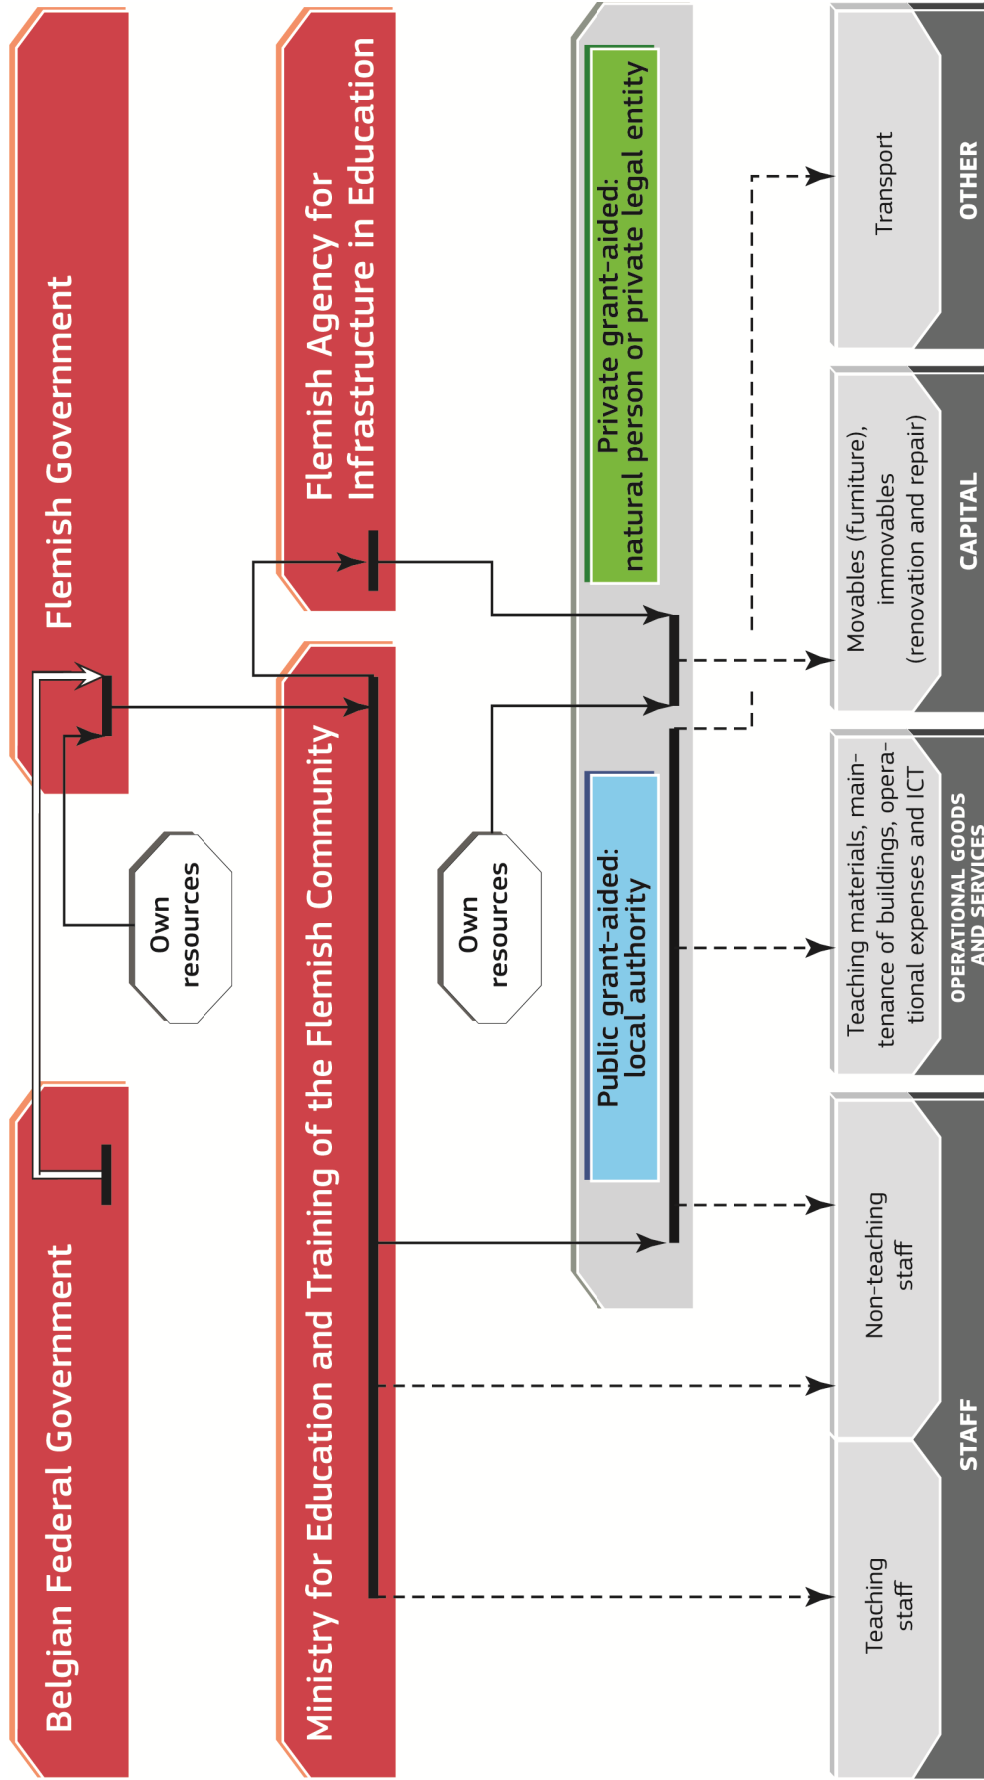 Belgian Federal Government
Flemish Government
Own
resources
Ministry for Education and Training of the Flemish Community
Flemish Agency for
Infrastructure in Education
Own
resources
Public grant-aided:
local authority
Private grant-aided:
natural person or private legal entity
Teaching
staff
Non-teaching
staff
Teaching materials, main-
tenance of buildings, opera-
tional expenses and ICT
Movables (furniture),
immovables
(renovation and repair)
Transport
STAFF
OPERATIONAL GOODS
AND SERVICES
CAPITAL
OTHER